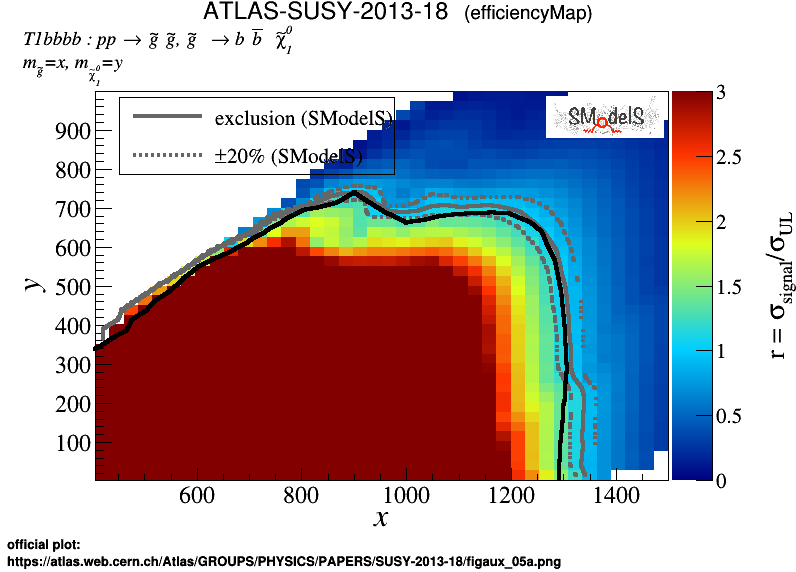 ATLAS-SUSY-2013-18 (efficiencyMap)
T1bbbb : pp → g̃ g̃, g̃ → b b̅ χ̃⁰₁
m_g̃=x, m_χ̃⁰₁=y
exclusion (SModelS)
±20% (SModelS)
SModelS
900
800
700
600
500
400
300
200
100
y
600
800
1000
1200
1400
x
3
2.5
2
1.5
1
0.5
0
r = σ_signal/σ_UL
official plot:
https://atlas.web.cern.ch/Atlas/GROUPS/PHYSICS/PAPERS/SUSY-2013-18/figaux_05a.png